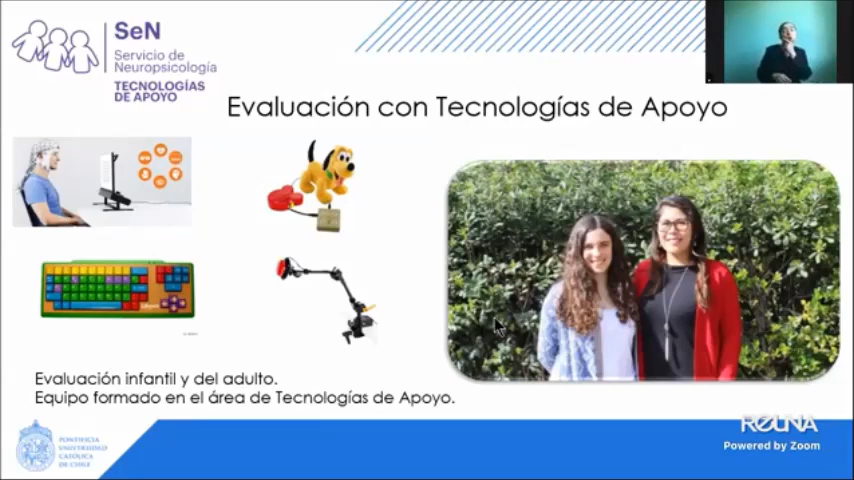 SeN
Servicio de
Neuropsicología
TECNOLOGÍAS
DE APOYO
Evaluación con Tecnologías de Apoyo
Evaluación infantil y del adulto.
Equipo formado en el área de Tecnologías de Apoyo.
PONTIFICIA
UNIVERSIDAD
CATÓLICA
DE CHILE
REUNA
Powered by Zoom